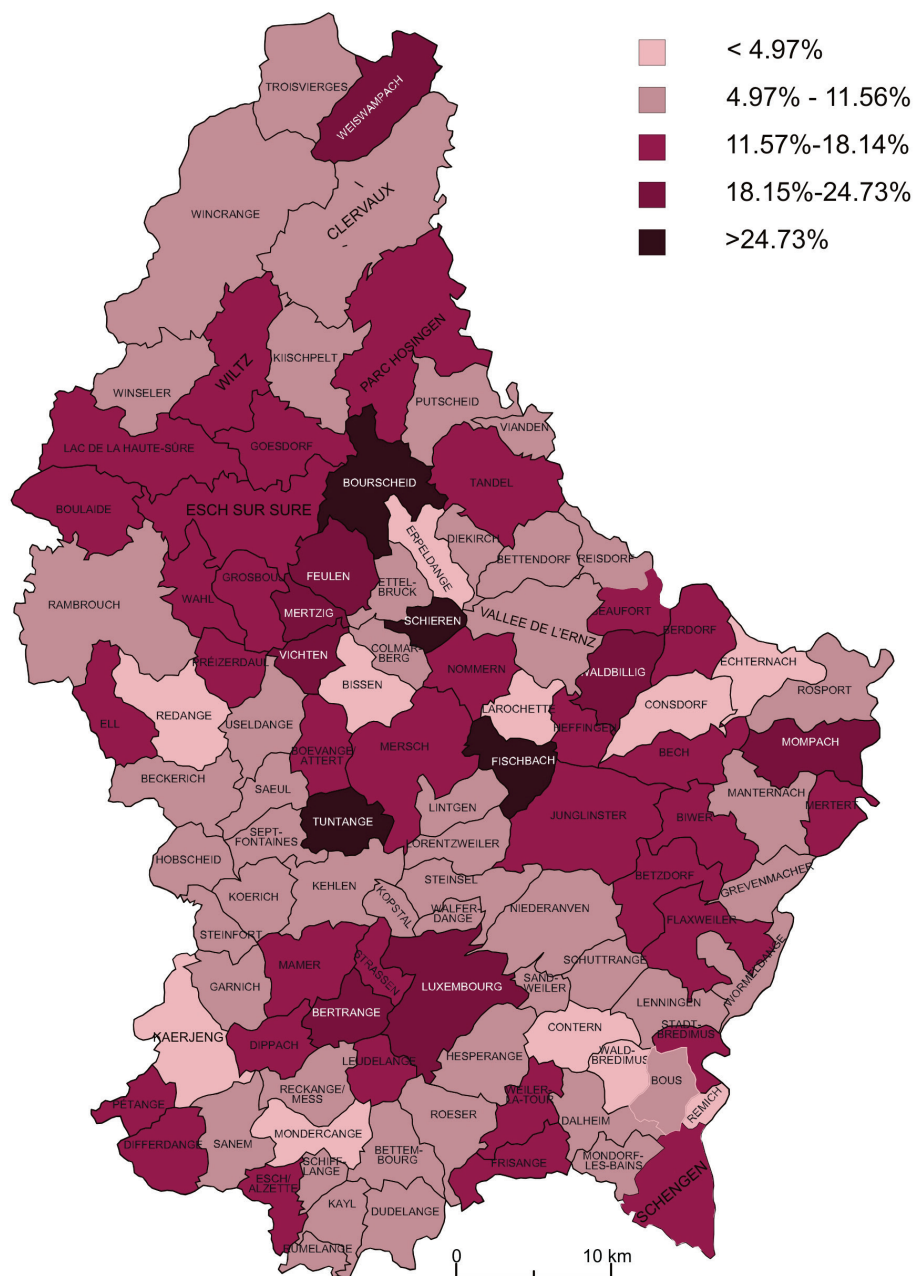 < 4.97%
4.97% - 11.56%
11.57%-18.14%
18.15%-24.73%
>24.73%
TROISVIERGES
WEISWAMPACH
WINCRANGE
CLERVAUX
PARC HOSINGEN
WILTZ
KIISCHPELT
WINSELER
PUTSCHEID
VIANDEN
LAC DE LA HAUTE-SÛRE
GOESDORF
BOURSCHEID
TANDEL
BOULAIDE
ESCH SUR SURE
ERPELDANGE
DIEKIRCH
BETTENDORF
REISDORF
FEULEN
ETTEL-
BRUCK
RAMBROUCH
WAHL
GROSBOUS
MERTZIG
SCHIEREN
VALLEE DE L'ERNZ
BEAUFORT
BERDORF
VICHTEN
COLMAR-
BERG
PRÉIZERDAUL
BISSEN
NOMMERN
WALDBILLIG
ECHTERNACH
ROSPORT
ELL
REDANGE
USELDANGE
LAROCHETTE
CONSDORF
HEFFINGEN
BOEVANGE/
ATTERT
MERSCH
FISCHBACH
BECH
MOMPACH
BECKERICH
SAEUL
LINTGEN
JUNGLINSTER
MANTERNACH
BIWER
MERTERT
TUNTANGE
SEPT-
FONTAINES
LORENTZWEILER
HOBSCHEID
KOERICH
KEHLEN
STEINSEL
BETZDORF
GREVENMACHER
KOPSTAL
WALFER-
DANGE
NIEDERANVEN
FLAXWEILER
STEINFORT
MAMER
STRASSEN
SCHUTTRANGE
WORMELDANGE
GARNICH
LUXEMBOURG
SAND-
WEILER
LENNINGEN
BERTRANGE
KAERJENG
DIPPACH
LEUDELANGE
CONTERN
STADT-
BREDIMUS
HESPERANGE
WALD-
BREDIMUS
BOUS
RECKANGE/
MESS
WEILER-
LA-TOUR
REMICH
PETANGE
ROESER
DALHEIM
DIFFERDANGE
SANEM
MONDERCANGE
BETTEM-
BOURG
MONDORF-
LES-BAINS
SCHIFF-
LANGE
FRISANGE
SCHENGEN
ESCH/
ALZETTE
KAYL
DUDELANGE
RUMELANGE
0 10 km